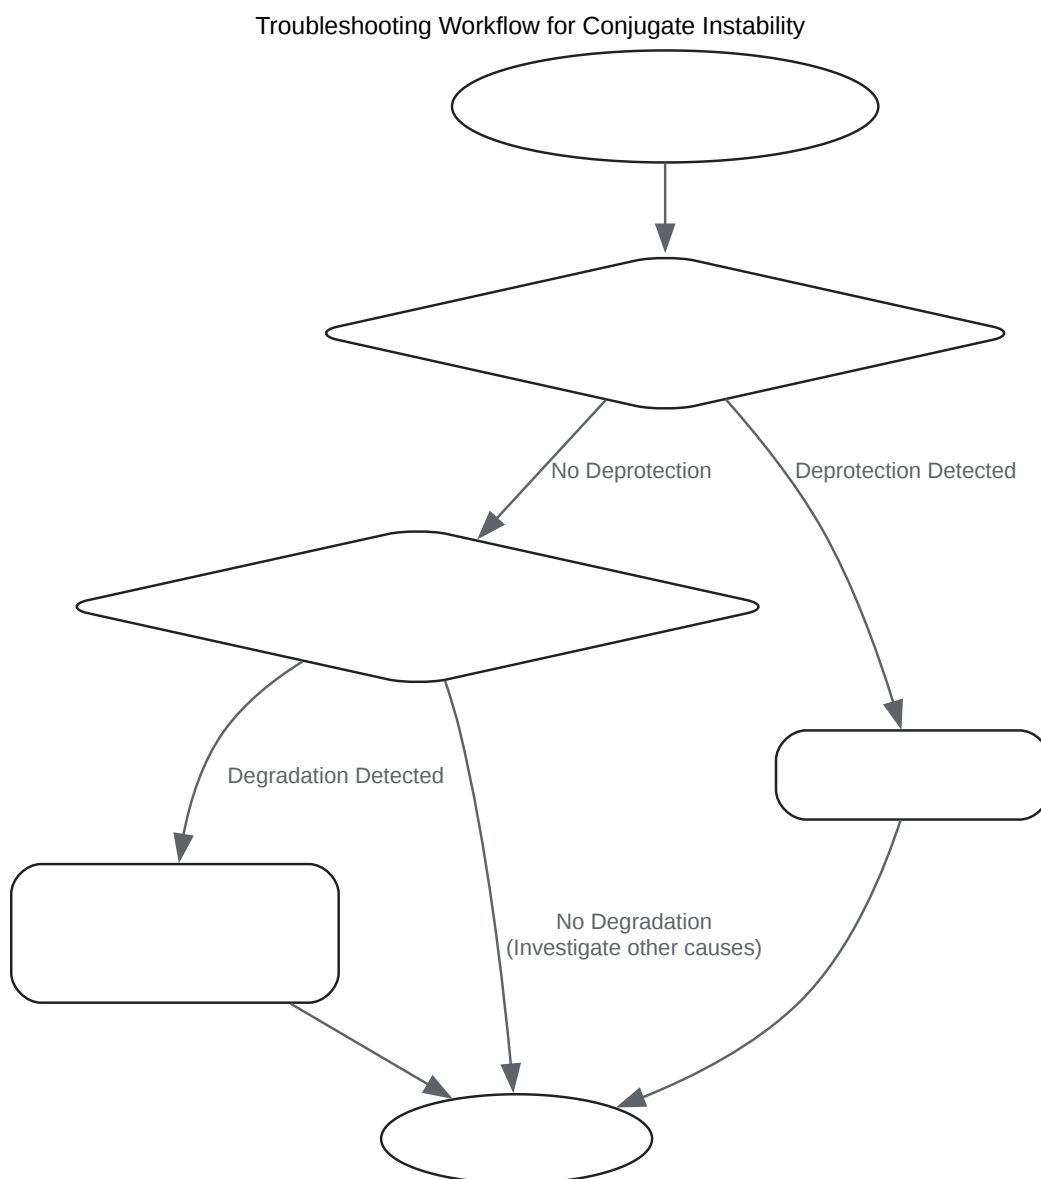 Troubleshooting Workflow for Conjugate Instability
No Deprotection
Deprotection Detected
Degradation Detected
No Degradation
(Investigate other causes)